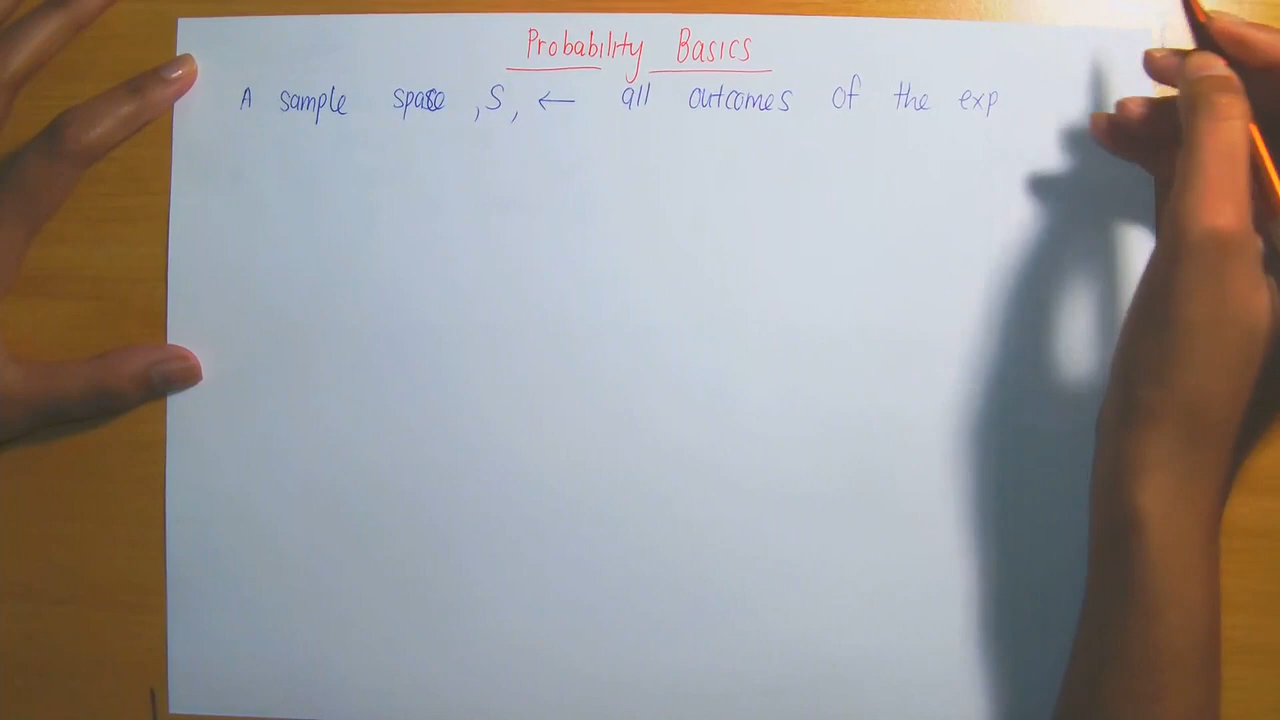 Probability Basics
A sample space , S, ← all outcomes of the exp